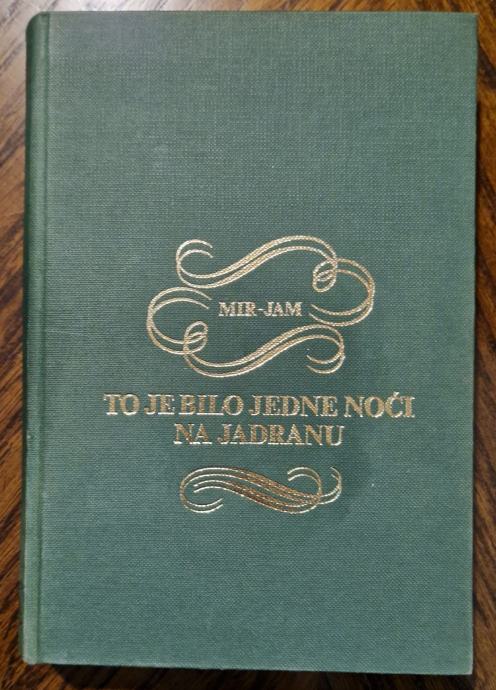 MIR-JAM
TO JE BILO JEDNE NOĆI
NA JADRANU